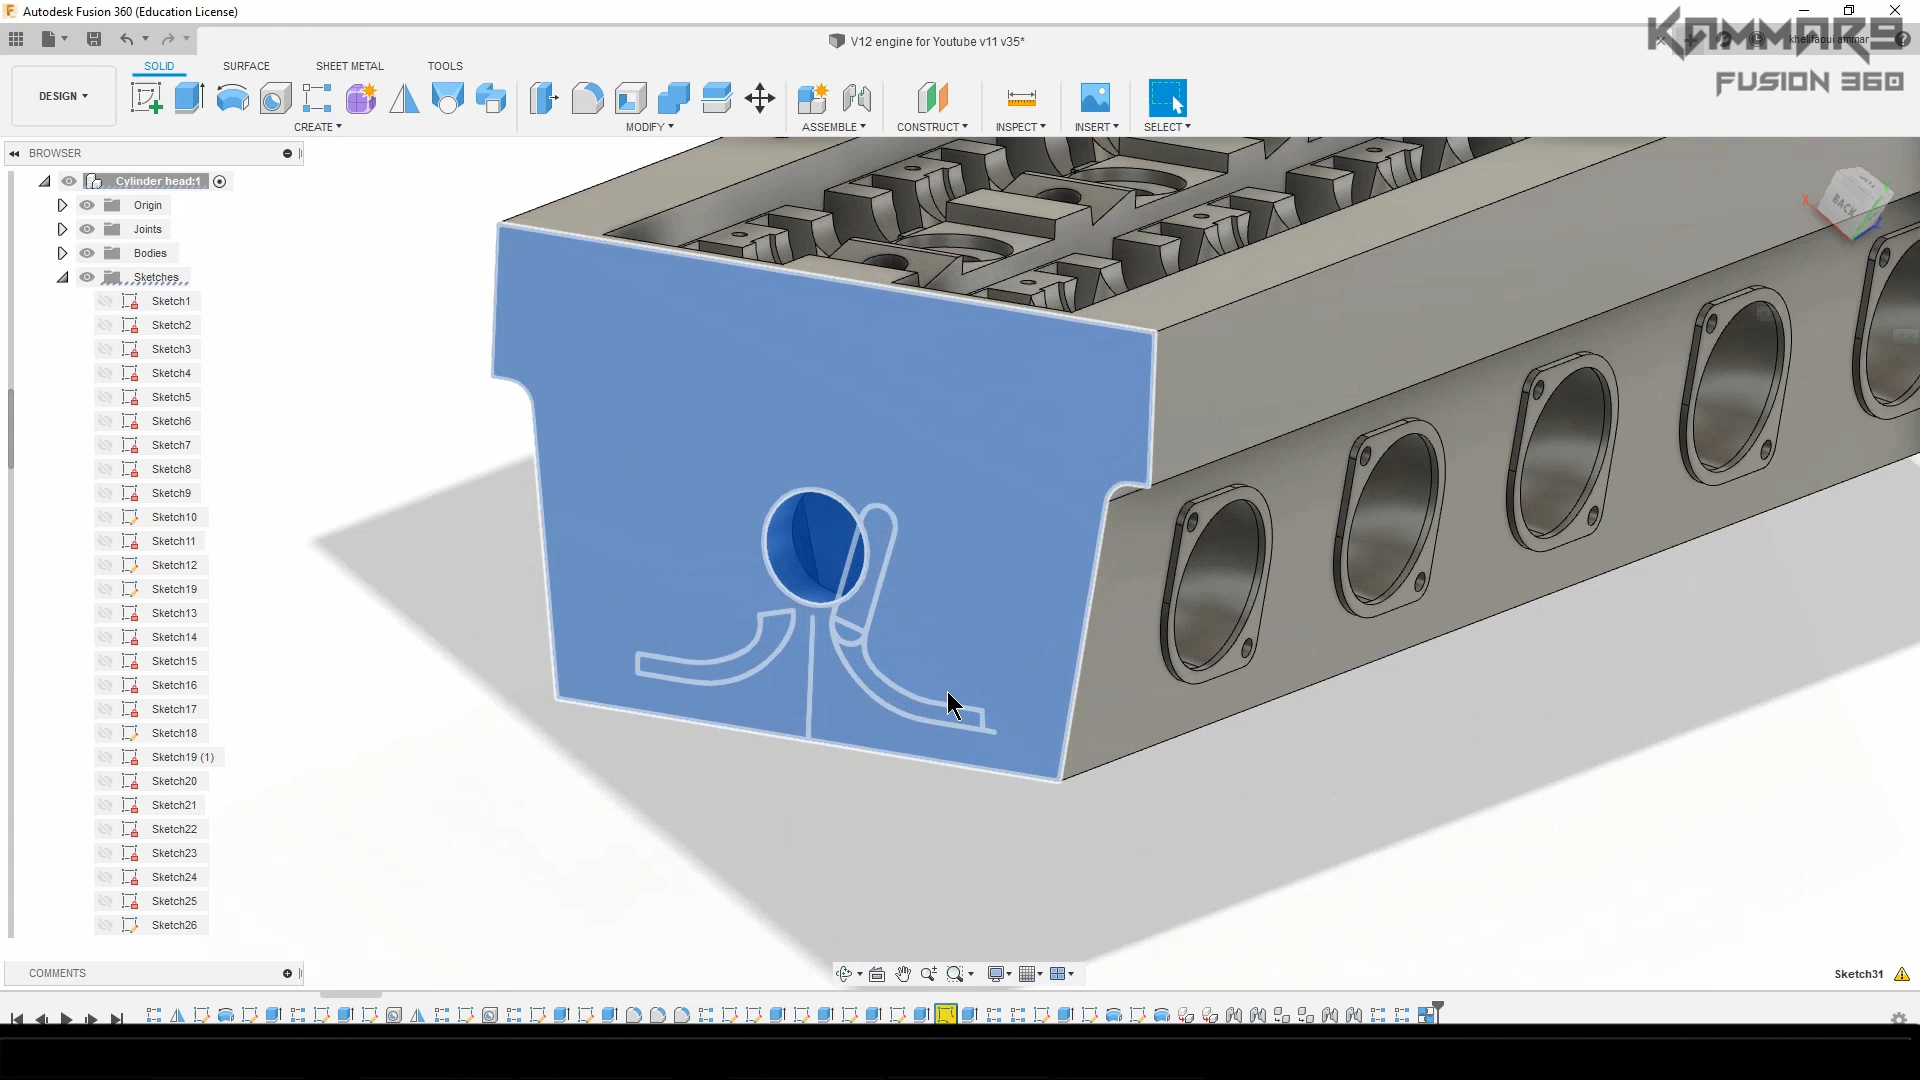 Autodesk Fusion 360 (Education License)
V12 engine for Youtube v11 v35*
khelifaoui ammar
KAMMAR9
FUSION 360
SOLID
SURFACE
SHEET METAL
TOOLS
DESIGN
CREATE
MODIFY
ASSEMBLE
CONSTRUCT
INSPECT
INSERT
SELECT
BROWSER
Cylinder head:1
Origin
Joints
Bodies
Sketches
Sketch1
Sketch2
Sketch3
Sketch4
Sketch5
Sketch6
Sketch7
Sketch8
Sketch9
Sketch10
Sketch11
Sketch12
Sketch19
Sketch13
Sketch14
Sketch15
Sketch16
Sketch17
Sketch18
Sketch19 (1)
Sketch20
Sketch21
Sketch22
Sketch23
Sketch24
Sketch25
Sketch26
X
BACK
COMMENTS
Sketch31